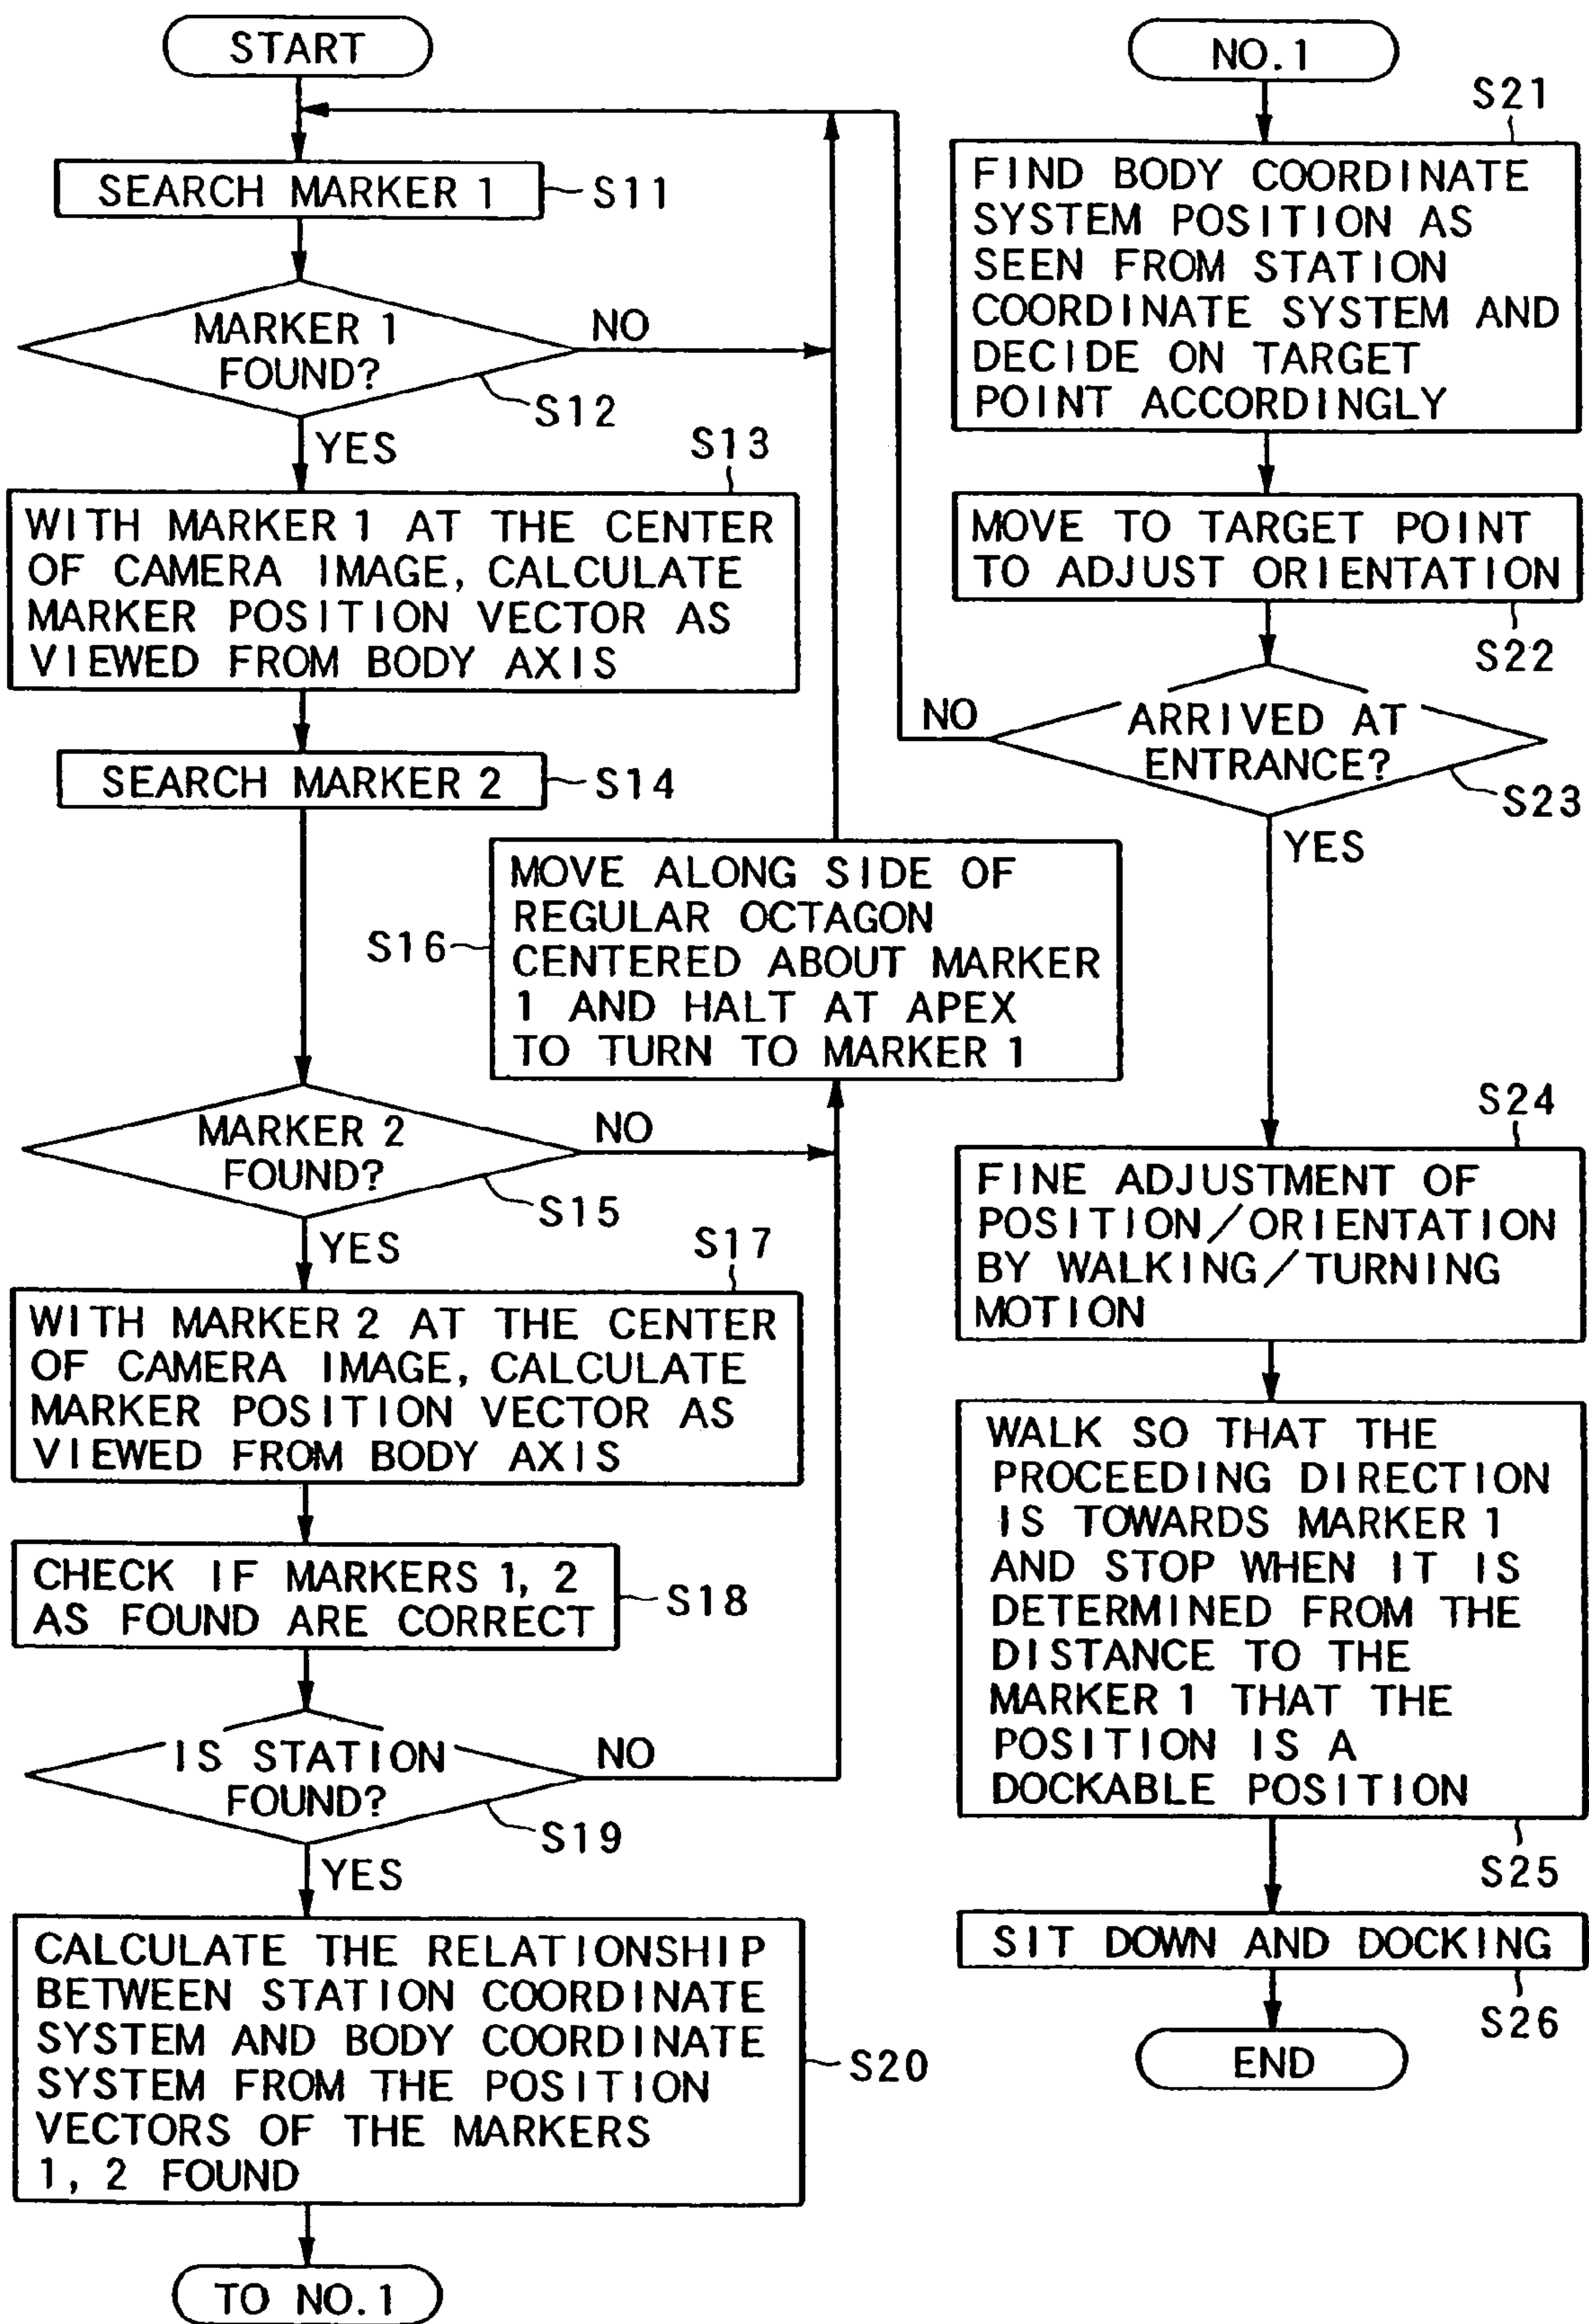 START
SEARCH MARKER 1
S11
MARKER 1
FOUND?
NO
S12
YES
S13
WITH MARKER 1 AT THE CENTER
OF CAMERA IMAGE, CALCULATE
MARKER POSITION VECTOR AS
VIEWED FROM BODY AXIS
SEARCH MARKER 2
S14
S16
MOVE ALONG SIDE OF
REGULAR OCTAGON
CENTERED ABOUT MARKER
1 AND HALT AT APEX
TO TURN TO MARKER 1
MARKER 2
FOUND?
NO
S15
YES
S17
WITH MARKER 2 AT THE CENTER
OF CAMERA IMAGE, CALCULATE
MARKER POSITION VECTOR AS
VIEWED FROM BODY AXIS
CHECK IF MARKERS 1, 2
AS FOUND ARE CORRECT
S18
IS STATION
FOUND?
NO
S19
YES
CALCULATE THE RELATIONSHIP
BETWEEN STATION COORDINATE
SYSTEM AND BODY COORDINATE
SYSTEM FROM THE POSITION
VECTORS OF THE MARKERS
1, 2 FOUND
S20
TO NO.1
NO.1
S21
FIND BODY COORDINATE
SYSTEM POSITION AS
SEEN FROM STATION
COORDINATE SYSTEM AND
DECIDE ON TARGET
POINT ACCORDINGLY
MOVE TO TARGET POINT
TO ADJUST ORIENTATION
S22
ARRIVED AT
ENTRANCE?
NO
S23
YES
S24
FINE ADJUSTMENT OF
POSITION/ORIENTATION
BY WALKING/TURNING
MOTION
WALK SO THAT THE
PROCEEDING DIRECTION
IS TOWARDS MARKER 1
AND STOP WHEN IT IS
DETERMINED FROM THE
DISTANCE TO THE
MARKER 1 THAT THE
POSITION IS A
DOCKABLE POSITION
S25
SIT DOWN AND DOCKING
S26
END